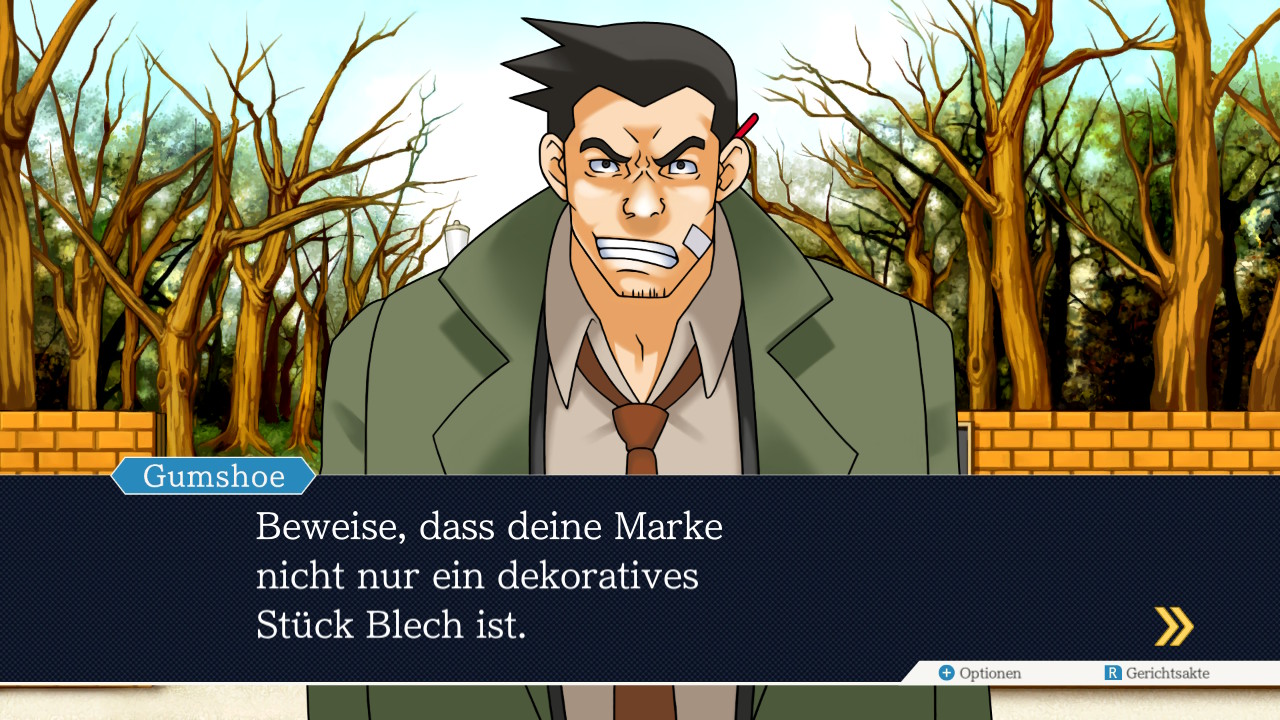 Gumshoe
Beweise, dass deine Marke
nicht nur ein dekoratives
Stück Blech ist.
+ Optionen
R Gerichtsakte